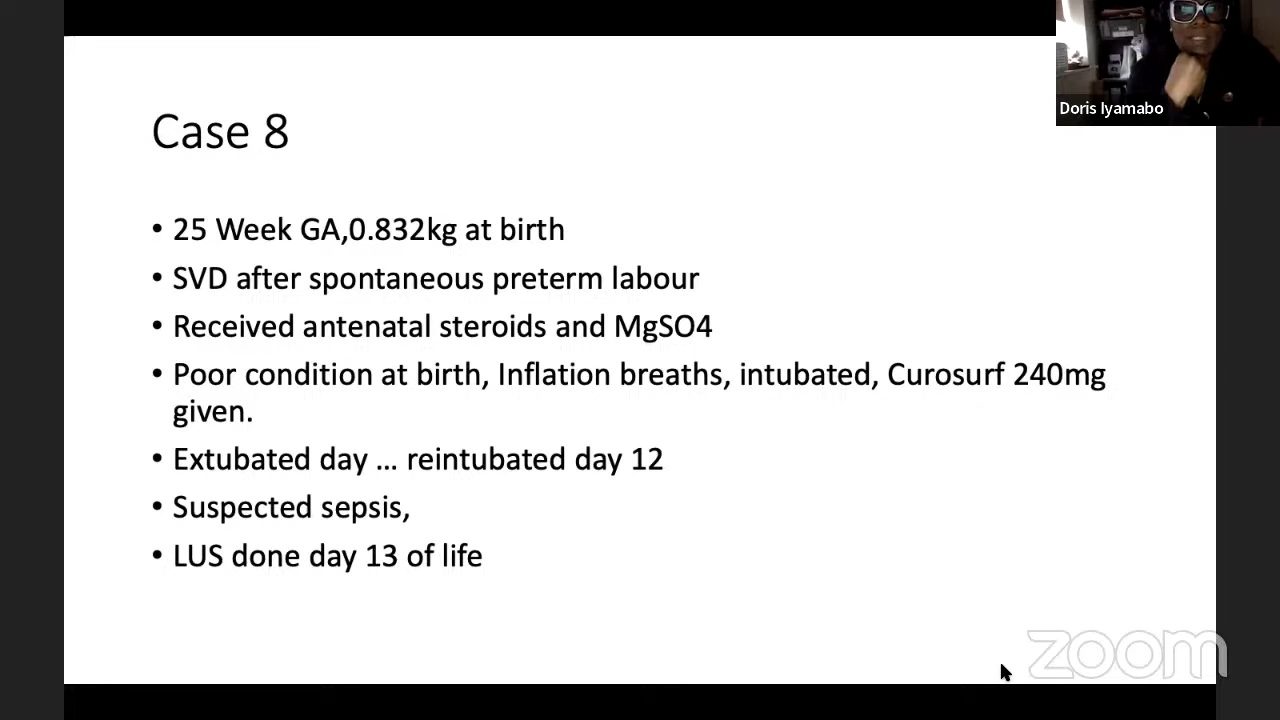 Doris Iyamabo
Case 8
• 25 Week GA,0.832kg at birth
• SVD after spontaneous preterm labour
• Received antenatal steroids and MgSO4
• Poor condition at birth, Inflation breaths, intubated, Curosurf 240mg
given.
• Extubated day ... reintubated day 12
• Suspected sepsis,
• LUS done day 13 of life
zoom